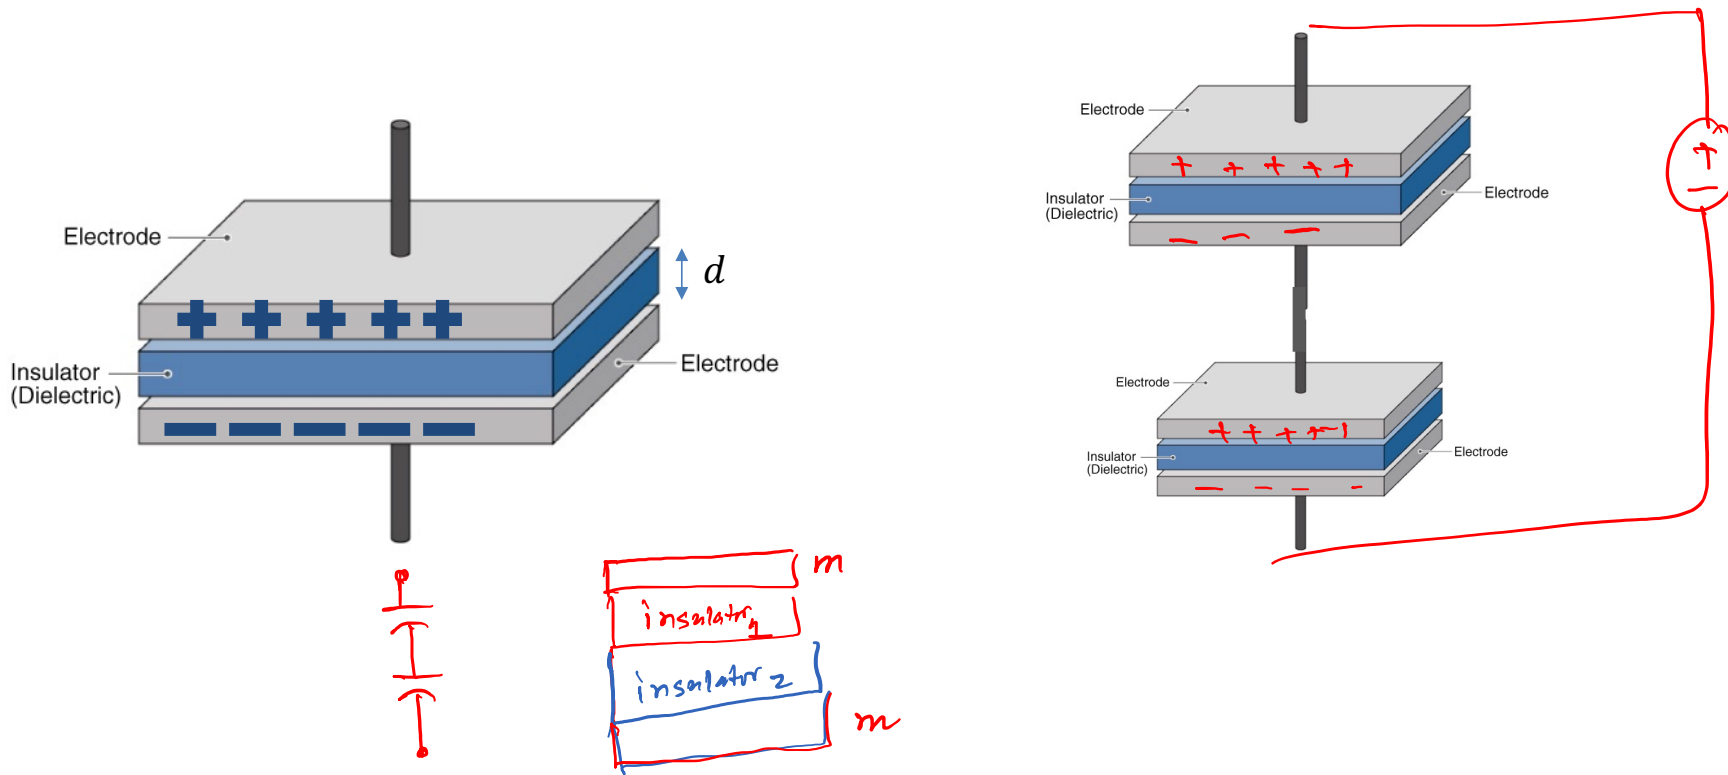 Electrode
d
Insulator
(Dielectric)
Electrode
+ + + + +
− − − − −
m
insulator1
insulator2
m
Electrode
+ + + + +
Insulator
(Dielectric)
Electrode
− − −
+
−
Electrode
+ + + +
Insulator
(Dielectric)
Electrode
− − − -